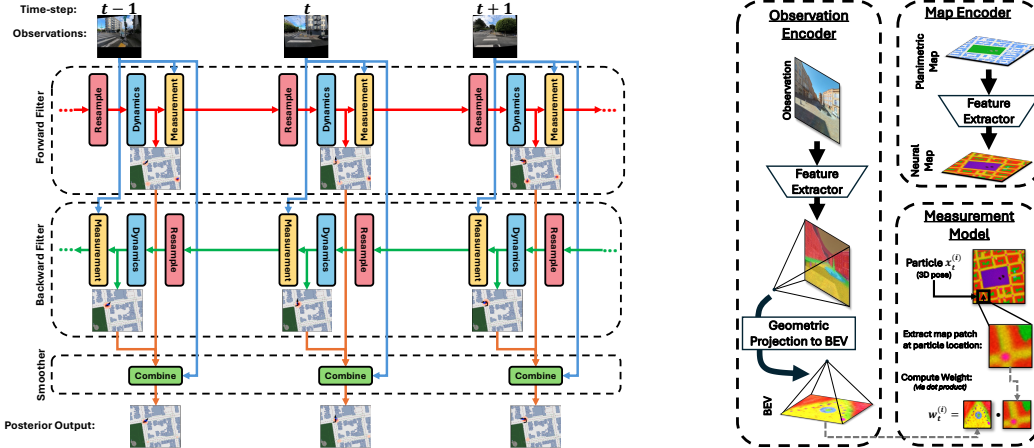 Time-step:
t − 1
t
t + 1
Observations:
Forward Filter
Resample
Dynamics
Measurement
Resample
Dynamics
Measurement
Resample
Dynamics
Measurement
Backward Filter
Measurement
Dynamics
Resample
Measurement
Dynamics
Resample
Measurement
Dynamics
Resample
Smoother
Combine
Combine
Combine
Posterior Output:
Observation
Encoder
Observation
Feature
Extractor
Geometric
Projection to BEV
BEV
Map Encoder
Planimetric
Map
Feature
Extractor
Neural
Map
Measurement
Model
Particle x_t^(i)
(3D pose)
Extract map patch
at particle location:
Compute Weight:
(via dot product)
w_t^(i) =